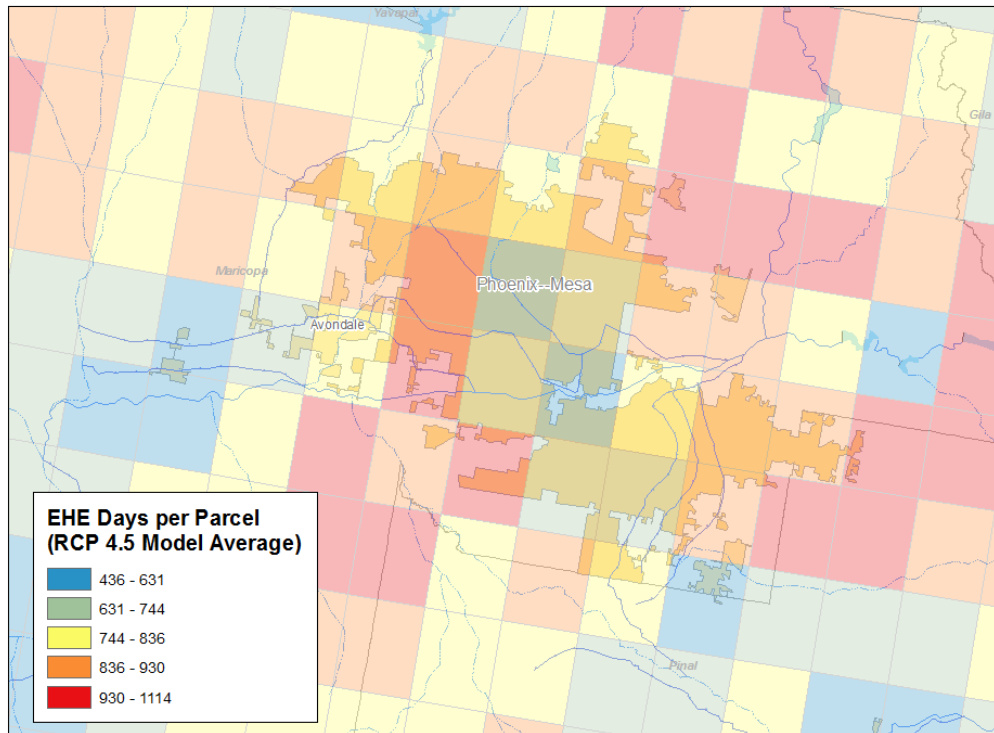 Yavapai
Gila
Maricopa
Phoenix--Mesa
Avondale
Pinal
EHE Days per Parcel
(RCP 4.5 Model Average)
436 - 631
631 - 744
744 - 836
836 - 930
930 - 1114